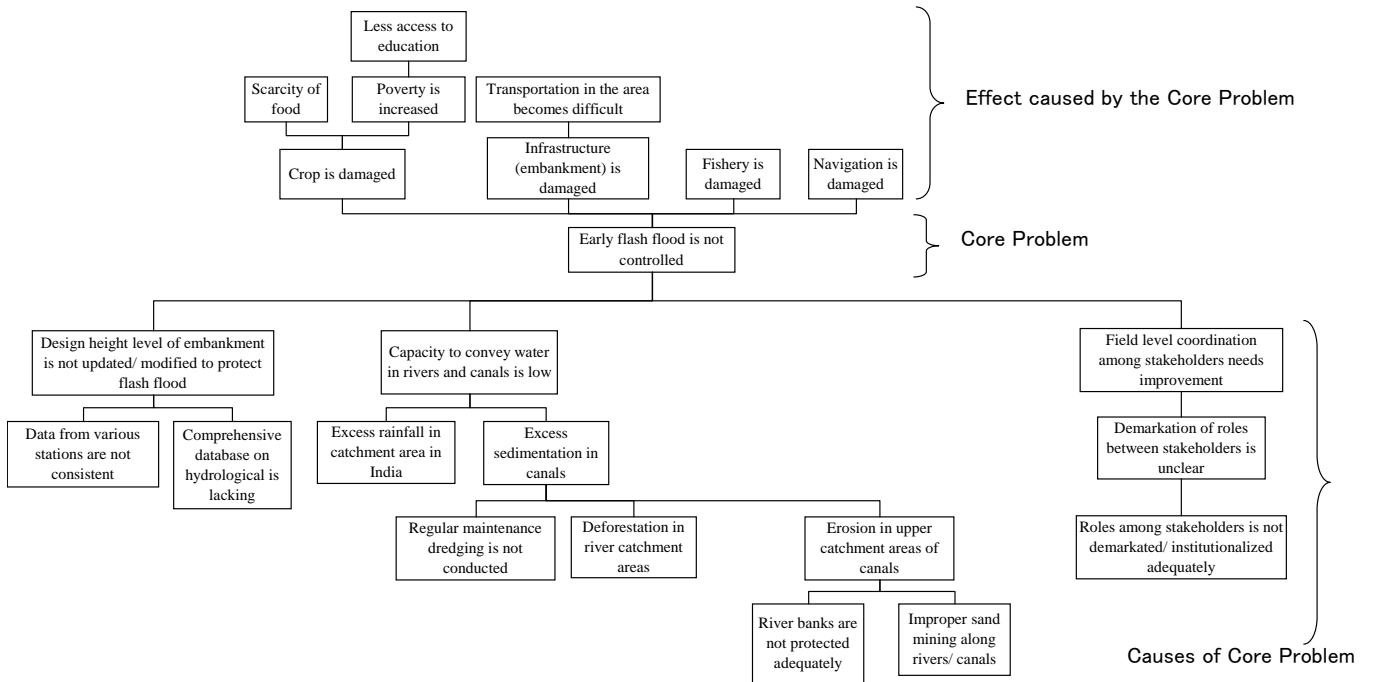 Less access to
education
Scarcity of
food
Poverty is
increased
Transportation in the area
becomes difficult
Effect caused by the Core Problem
Crop is damaged
Infrastructure
(embankment) is
damaged
Fishery is
damaged
Navigation is
damaged
Early flash flood is not
controlled
Core Problem
Design height level of embankment
is not updated/ modified to protect
flash flood
Capacity to convey water
in rivers and canals is low
Field level coordination
among stakeholders needs
improvement
Data from various
stations are not
consistent
Comprehensive
database on
hydrological is
lacking
Excess rainfall in
catchment area in
India
Excess
sedimentation in
canals
Demarkation of roles
between stakeholders is
unclear
Regular maintenance
dredging is not
conducted
Deforestation in
river catchment
areas
Erosion in upper
catchment areas of
canals
Roles among stakeholders is not
demarkated/ institutionalized
adequately
River banks are
not protected
adequately
Improper sand
mining along
rivers/ canals
Causes of Core Problem